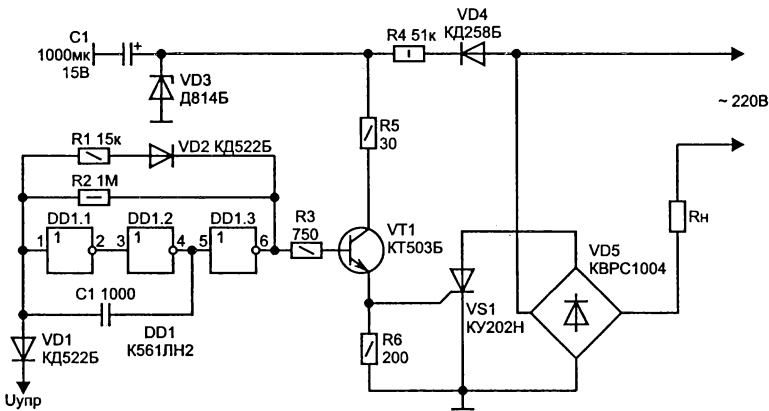 C1
1000мк
15В
+
VD3
Д814Б
R4 51к
VD4
КД258Б
~ 220В
R5
30
R1 15к
VD2 КД522Б
R2 1М
DD1.1
DD1.2
DD1.3
1 1 2
3 1 4
5 1 6
R3
750
VT1
КТ503Б
Rн
VD5
КВРС1004
C1 1000
DD1
К561ЛН2
VS1
КУ202Н
VD1
КД522Б
R6
200
Uупр